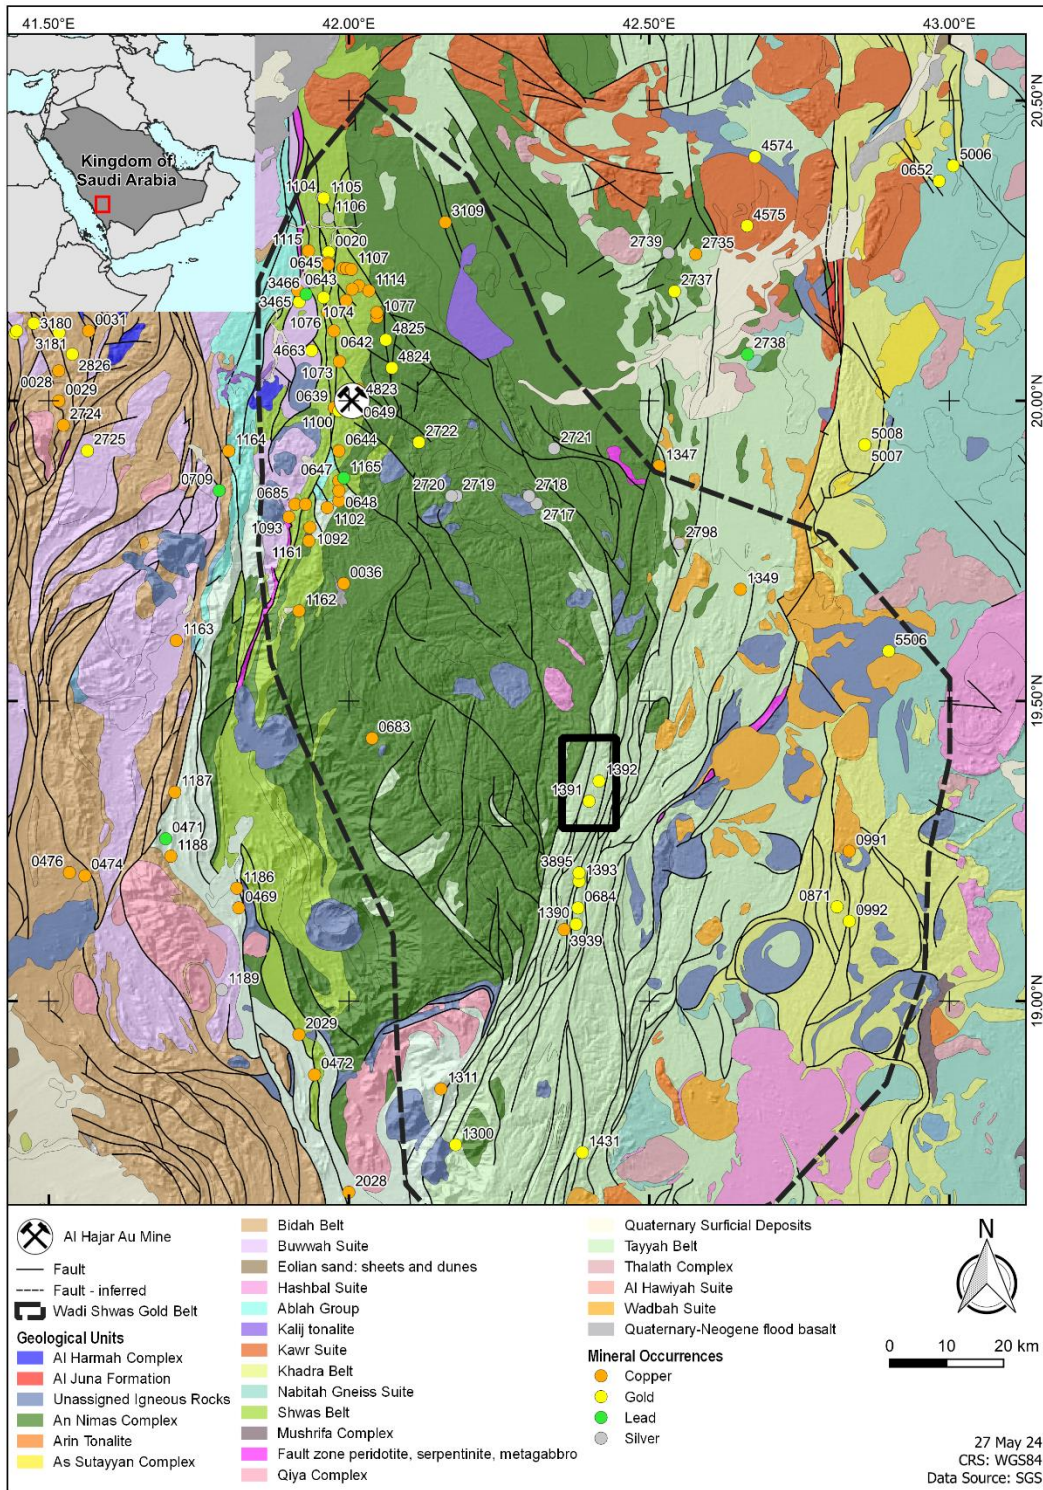 41.50°E 42.00°E 42.50°E 43.00°E
20.50°N
20.00°N
19.50°N
19.00°N
Kingdom of
Saudi Arabia
4574
5006
0652
1105
1104
1106
3109
4575
1115
0020
2739
2735
0645
1107
3466
0643
1114
2737
3465
1074
1077
1076
4825
3180
0031
3181
0642
2738
4663
4824
2826
1073
0028
0029
4823
0639
0649
2724
1100
2722
2725
0644
2721
1164
1347
5008
5007
0647
1165
0709
2720
2719
2718
0685
0648
2717
1093
1102
1161
1092
2798
0036
1349
1162
1163
5506
0683
1392
1391
1187
0471
1188
0991
0476
0474
3895
1393
1186
0684
0871
0469
1390
0992
3939
1189
2029
0472
1311
1300
1431
2028
Al Hajar Au Mine
Fault
Fault - inferred
Wadi Shwas Gold Belt
Geological Units
Al Harmah Complex
Al Juna Formation
Unassigned Igneous Rocks
An Nimas Complex
Arin Tonalite
As Sutayyan Complex
Bidah Belt
Buwwah Suite
Eolian sand: sheets and dunes
Hashbal Suite
Ablah Group
Kalij tonalite
Kawr Suite
Khadra Belt
Nabitah Gneiss Suite
Shwas Belt
Mushrifa Complex
Fault zone peridotite, serpentinite, metagabbro
Qiya Complex
Quaternary Surficial Deposits
Tayyah Belt
Thalath Complex
Al Hawiyah Suite
Wadbah Suite
Quaternary-Neogene flood basalt
Mineral Occurrences
Copper
Gold
Lead
Silver
N
0 10 20 km
27 May 24
CRS: WGS84
Data Source: SGS